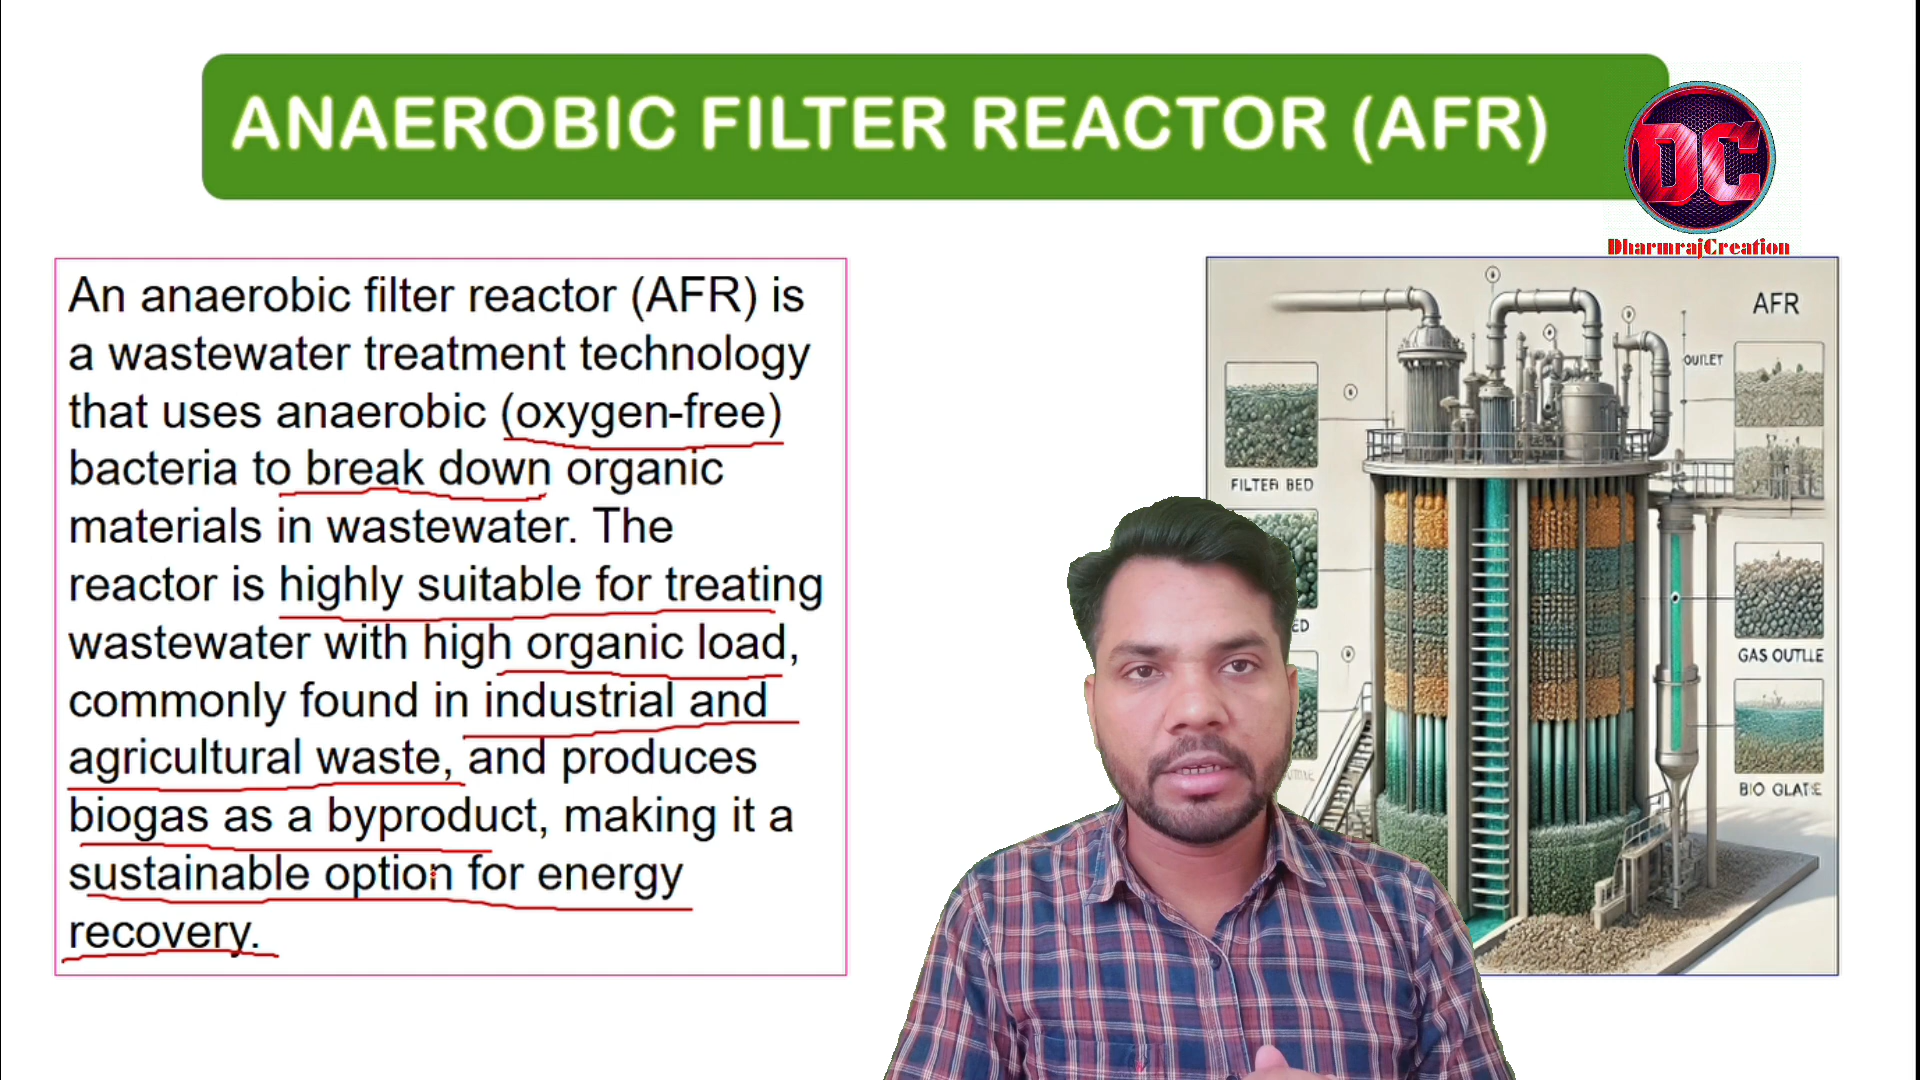 ANAEROBIC FILTER REACTOR (AFR)
DC
DharmrajCreation
An anaerobic filter reactor (AFR) is
a wastewater treatment technology
that uses anaerobic (oxygen-free)
bacteria to break down organic
materials in wastewater. The
reactor is highly suitable for treating
wastewater with high organic load,
commonly found in industrial and
agricultural waste, and produces
biogas as a byproduct, making it a
sustainable option for energy
recovery.
AFR
OUILET
FILTER BED
ED
GAS OUTLLE
BIO GLATE